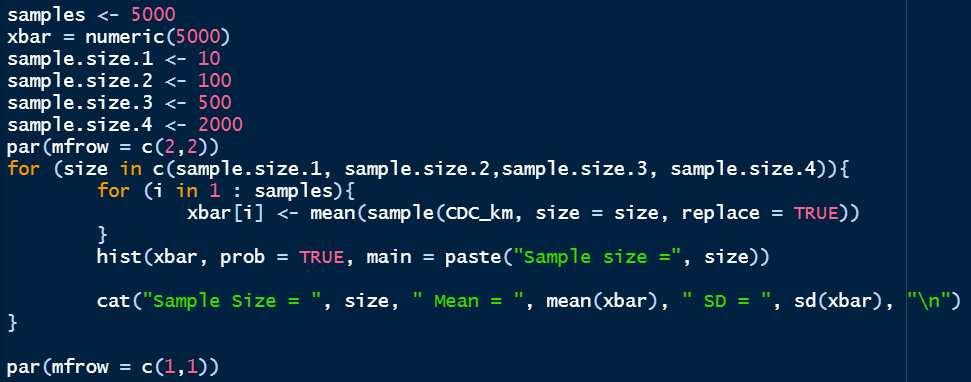 samples <- 5000
xbar = numeric(5000)
sample.size.1 <- 10
sample.size.2 <- 100
sample.size.3 <- 500
sample.size.4 <- 2000
par(mfrow = c(2,2))
for (size in c(sample.size.1, sample.size.2,sample.size.3, sample.size.4)){
        for (i in 1 : samples){
                xbar[i] <- mean(sample(CDC_km, size = size, replace = TRUE))
        }
        hist(xbar, prob = TRUE, main = paste("Sample size =", size))
        cat("Sample Size = ", size, " Mean = ", mean(xbar), " SD = ", sd(xbar), "\n")
}
par(mfrow = c(1,1))